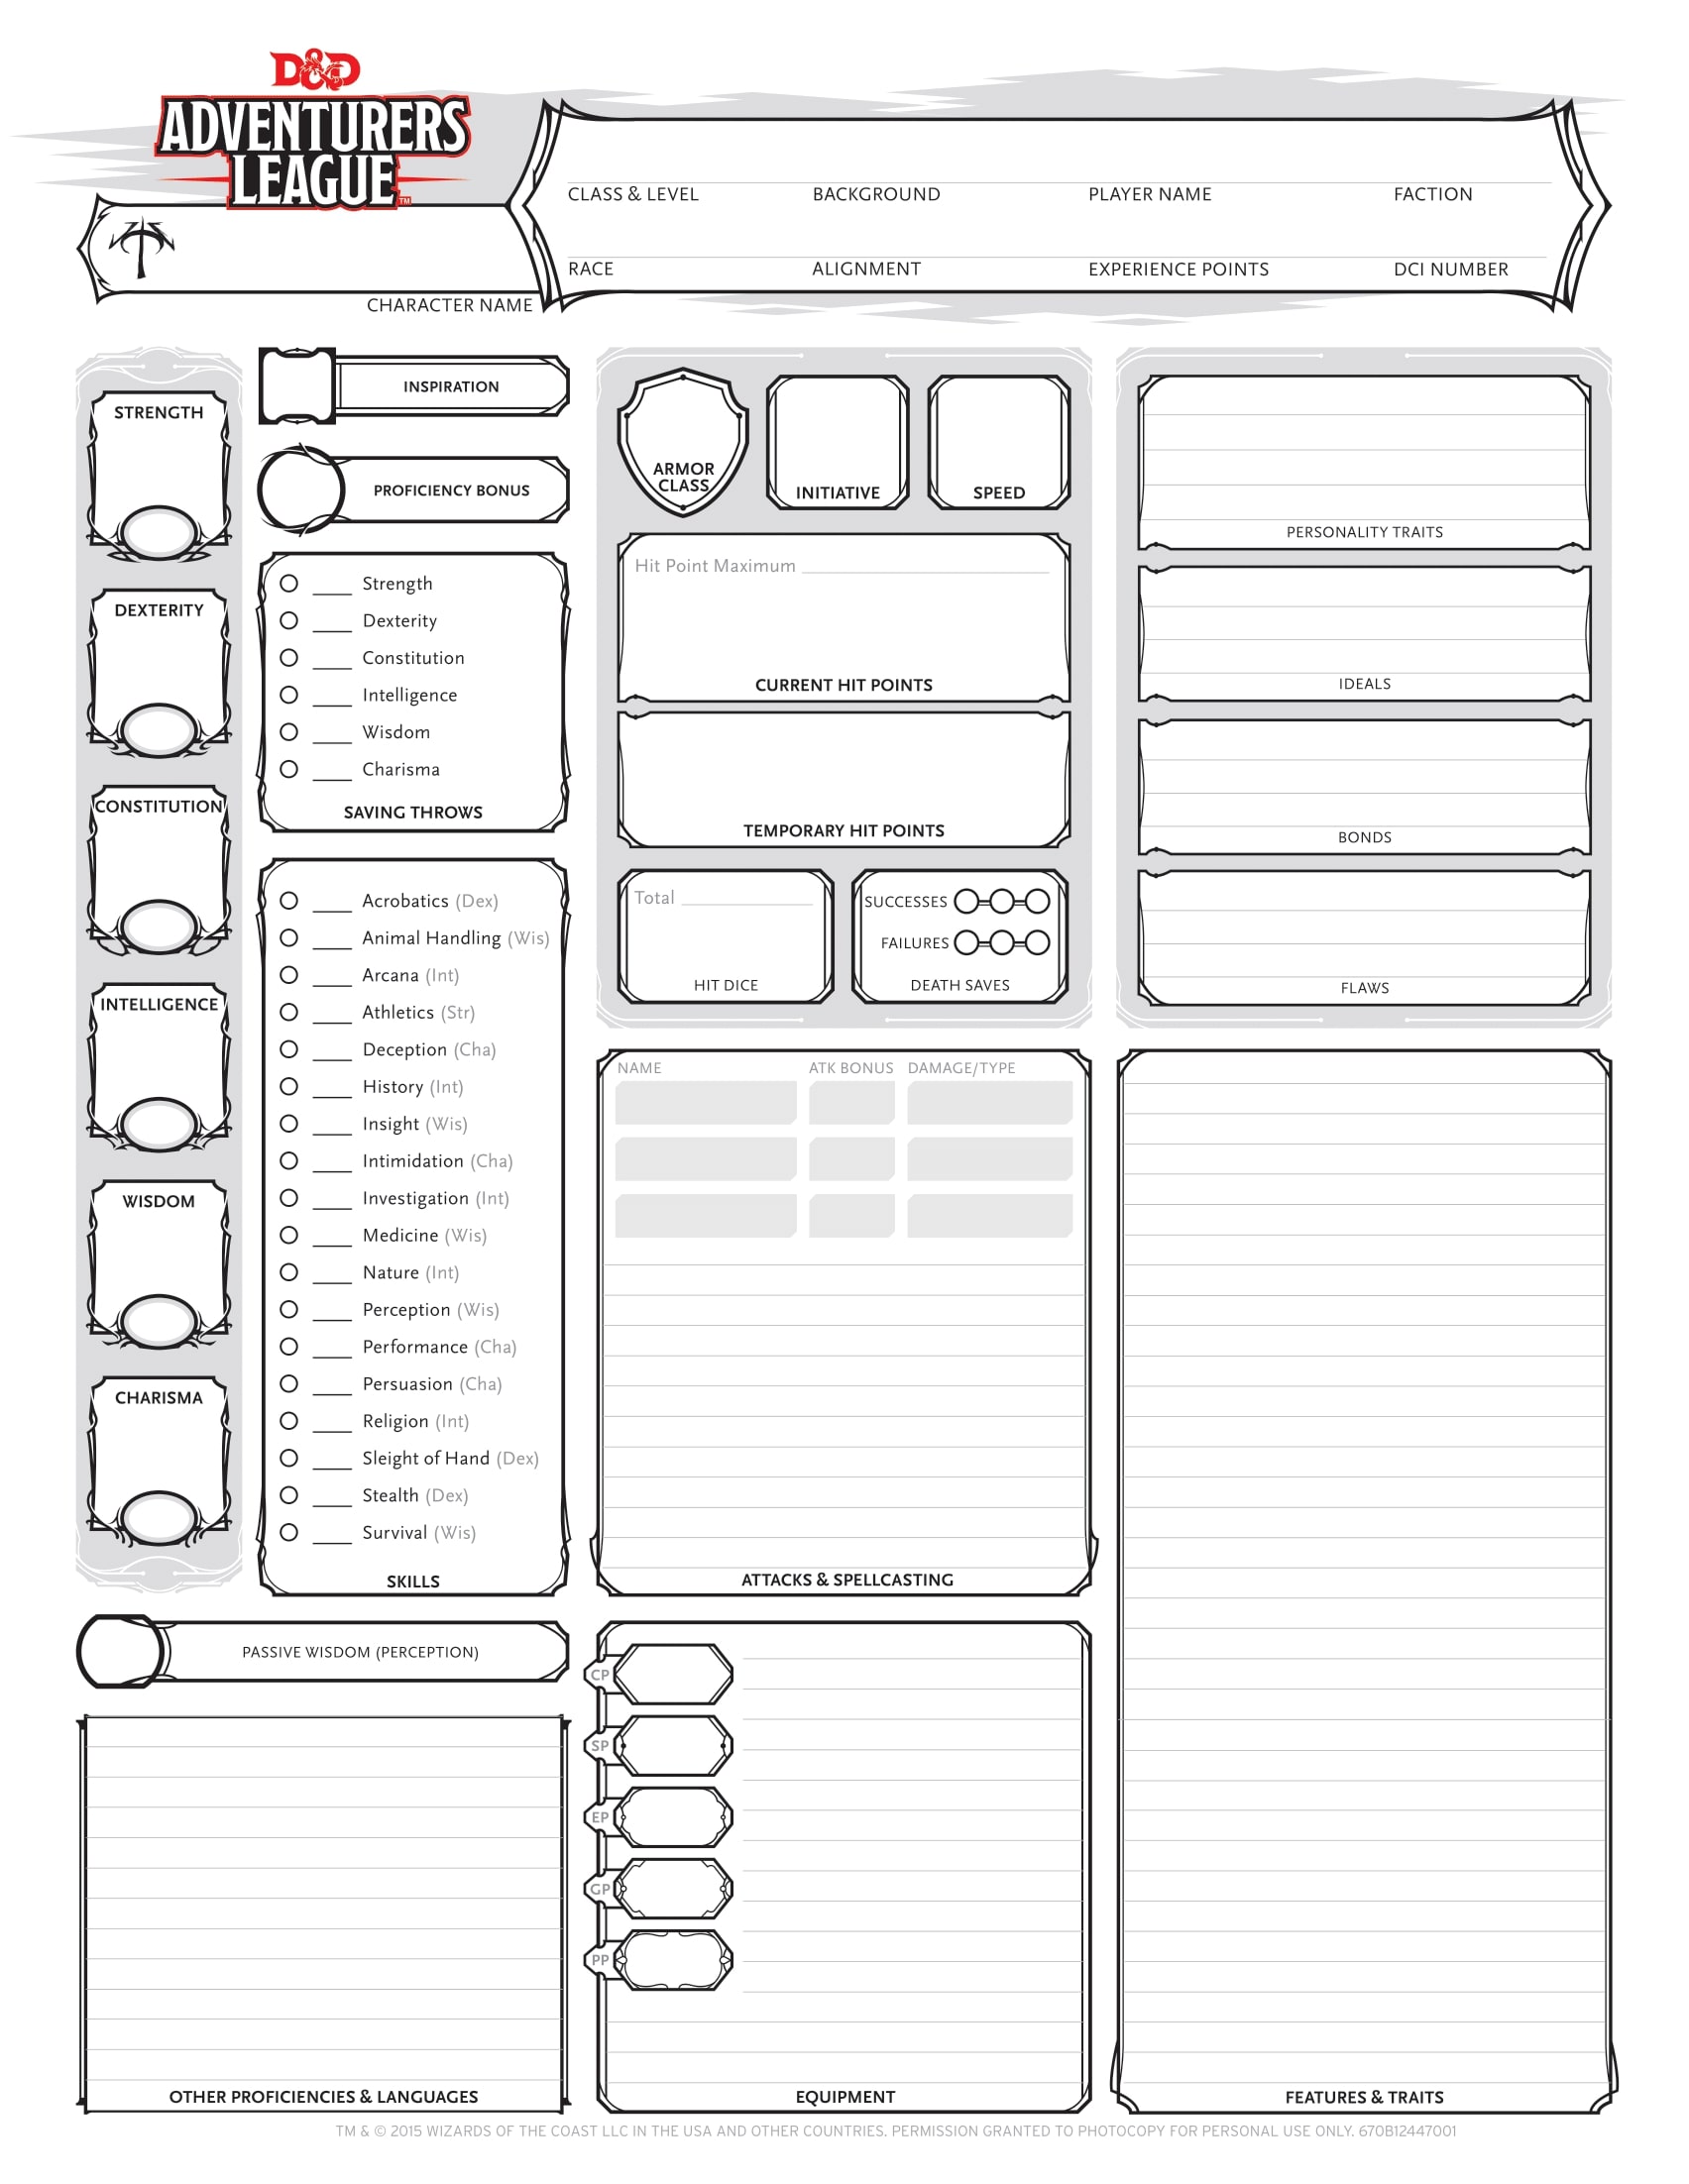 D&D
ADVENTURERS
LEAGUE™
CLASS & LEVEL BACKGROUND PLAYER NAME FACTION
RACE ALIGNMENT EXPERIENCE POINTS DCI NUMBER
CHARACTER NAME
STRENGTH
DEXTERITY
CONSTITUTION
INTELLIGENCE
WISDOM
CHARISMA
INSPIRATION
PROFICIENCY BONUS
Strength
Dexterity
Constitution
Intelligence
Wisdom
Charisma
SAVING THROWS
Acrobatics (Dex)
Animal Handling (Wis)
Arcana (Int)
Athletics (Str)
Deception (Cha)
History (Int)
Insight (Wis)
Intimidation (Cha)
Investigation (Int)
Medicine (Wis)
Nature (Int)
Perception (Wis)
Performance (Cha)
Persuasion (Cha)
Religion (Int)
Sleight of Hand (Dex)
Stealth (Dex)
Survival (Wis)
SKILLS
PASSIVE WISDOM (PERCEPTION)
OTHER PROFICIENCIES & LANGUAGES
ARMOR
CLASS
INITIATIVE
SPEED
Hit Point Maximum
CURRENT HIT POINTS
TEMPORARY HIT POINTS
Total
HIT DICE
SUCCESSES
FAILURES
DEATH SAVES
NAME ATK BONUS DAMAGE/TYPE
ATTACKS & SPELLCASTING
CP
SP
EP
GP
PP
EQUIPMENT
PERSONALITY TRAITS
IDEALS
BONDS
FLAWS
FEATURES & TRAITS
TM & © 2015 WIZARDS OF THE COAST LLC IN THE USA AND OTHER COUNTRIES. PERMISSION GRANTED TO PHOTOCOPY FOR PERSONAL USE ONLY. 670B12447001